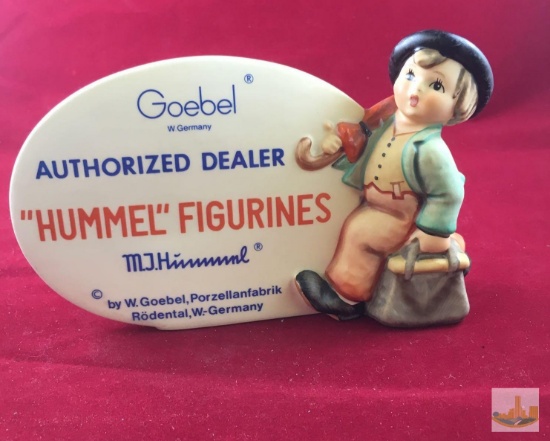 Goebel ®
W. Germany
AUTHORIZED DEALER
"HUMMEL" FIGURINES
M.J.Hummel ®
© by W. Goebel, Porzellanfabrik
Rödental, W.-Germany